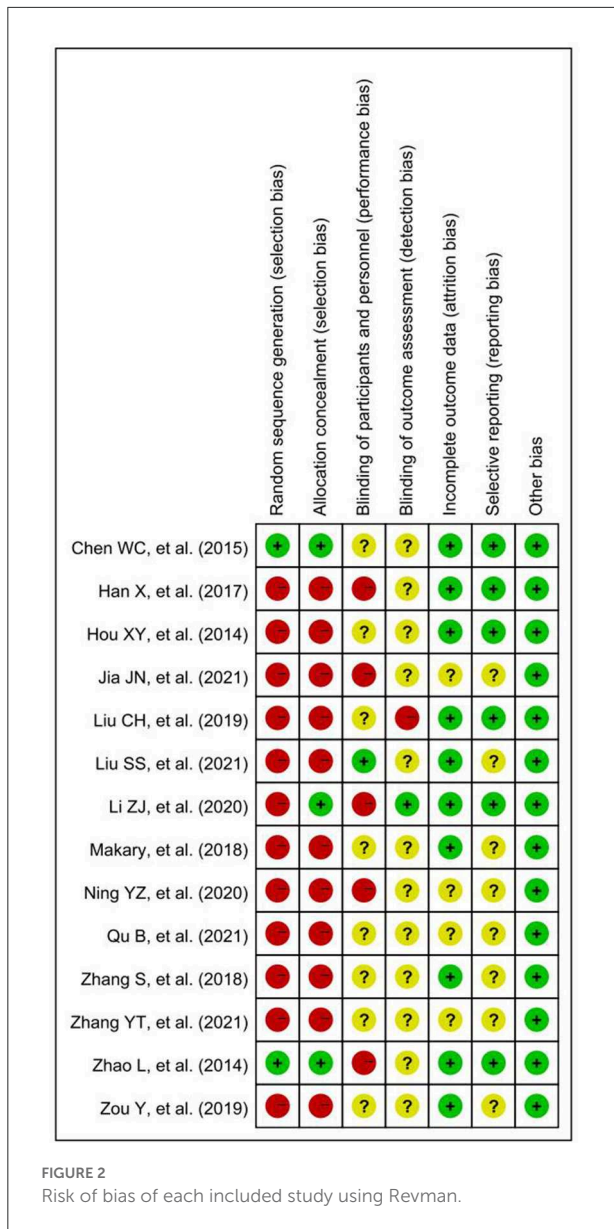 Random sequence generation (selection bias)
Allocation concealment (selection bias)
Blinding of participants and personnel (performance bias)
Blinding of outcome assessment (detection bias)
Incomplete outcome data (attrition bias)
Selective reporting (reporting bias)
Other bias
Chen WC, et al. (2015) + + ? ? + + +
Han X, et al. (2017) - - - ? + + +
Hou XY, et al. (2014) - - ? ? + + +
Jia JN, et al. (2021) - - - ? ? ? +
Liu CH, et al. (2019) - - ? - + + +
Liu SS, et al. (2021) - - + ? + ? +
Li ZJ, et al. (2020) - + - + + + +
Makary, et al. (2018) - - ? ? + ? +
Ning YZ, et al. (2020) - - - ? ? ? +
Qu B, et al. (2021) - - ? ? ? ? +
Zhang S, et al. (2018) - - ? ? + ? +
Zhang YT, et al. (2021) - - ? ? ? ? +
Zhao L, et al. (2014) + + - ? + + +
Zou Y, et al. (2019) - - ? ? + ? +
FIGURE 2
Risk of bias of each included study using Revman.